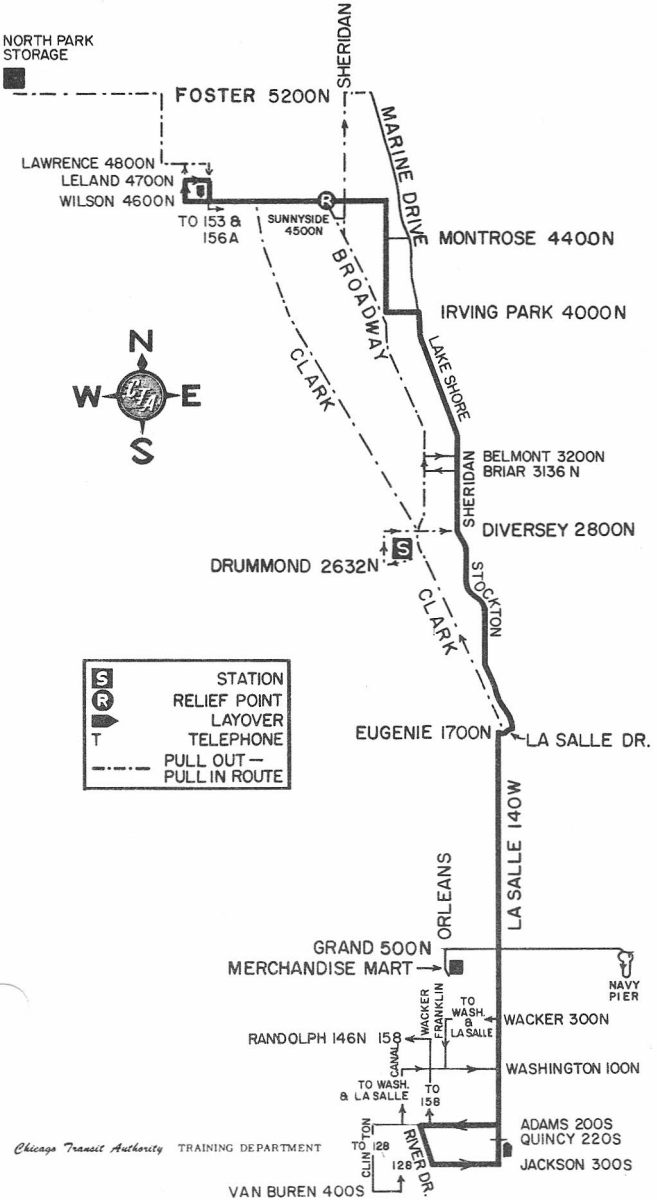 NORTH PARK
STORAGE
SHERIDAN
FOSTER 5200N
MARINE DRIVE
LAWRENCE 4800N
LELAND 4700N
WILSON 4600N
R
TO 153 &
156A
SUNNYSIDE
4500N
MONTROSE 4400N
BROADWAY
IRVING PARK 4000N
CLARK
LAKE SHORE
N
W CTA E
S
BELMONT 3200N
BRIAR 3136 N
SHERIDAN
DIVERSEY 2800N
S
DRUMMOND 2632N
STOCKTON
CLARK
S STATION
R RELIEF POINT
LAYOVER
T TELEPHONE
PULL OUT —
PULL IN ROUTE
EUGENIE 1700N
LA SALLE DR.
LA SALLE 140W
ORLEANS
GRAND 500N
MERCHANDISE MART
NAVY
PIER
WACKER
FRANKLIN
TO
WASH.
&
LA SALLE
WACKER 300N
RANDOLPH 146N 158
CANAL
WASHINGTON 100N
TO WASH.
& LA SALLE
TO
158
ADAMS 200S
QUINCY 220S
CLINTON
TO 128
RIVER DR.
128
JACKSON 300S
Chicago Transit Authority TRAINING DEPARTMENT
VAN BUREN 400S